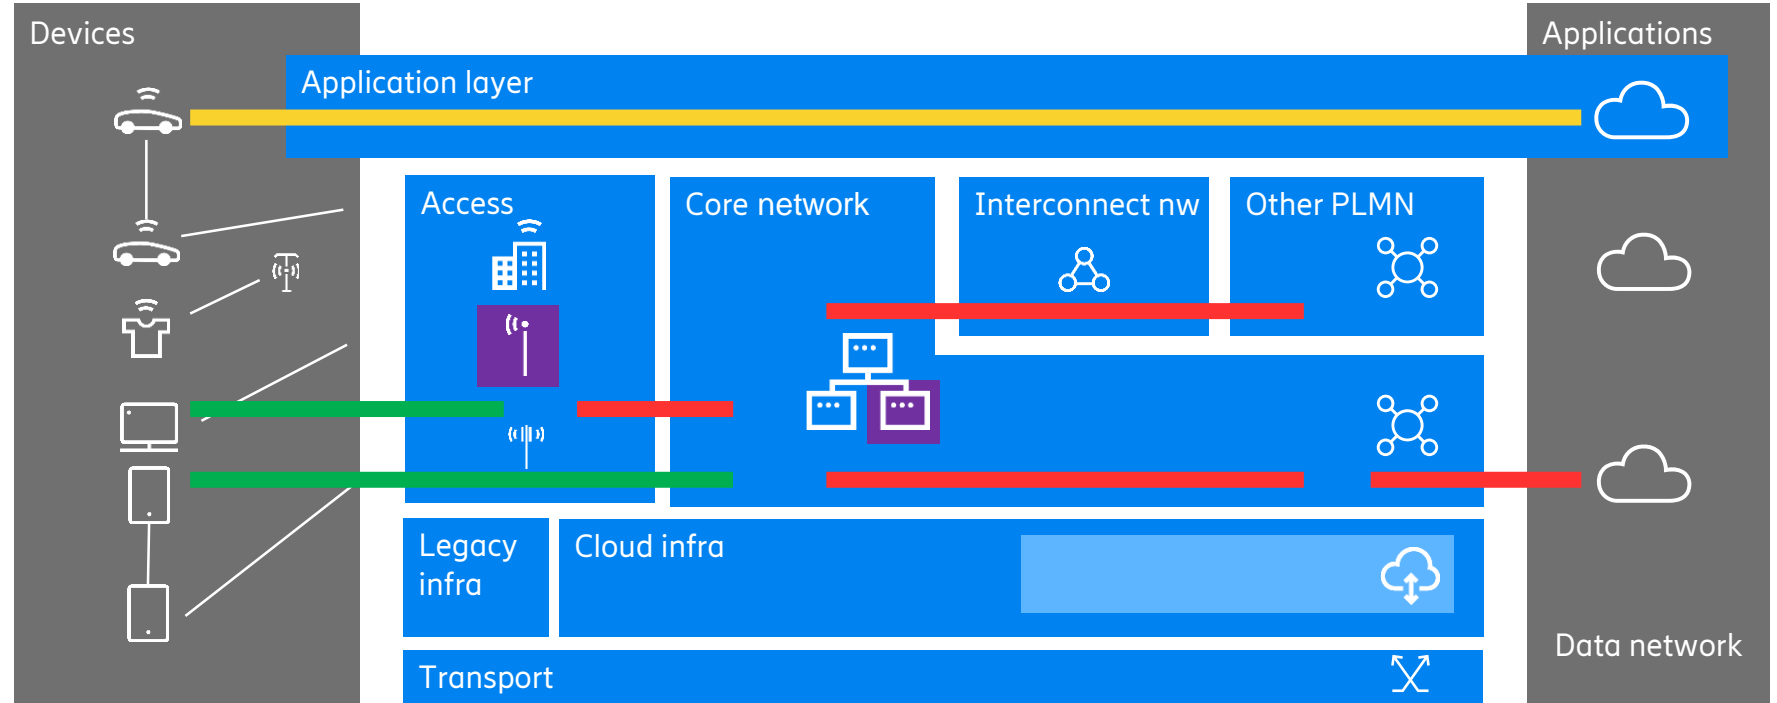 Devices
Applications
Application layer
Access
Core network
Interconnect nw
Other PLMN
Legacy
infra
Cloud infra
Data network
Transport